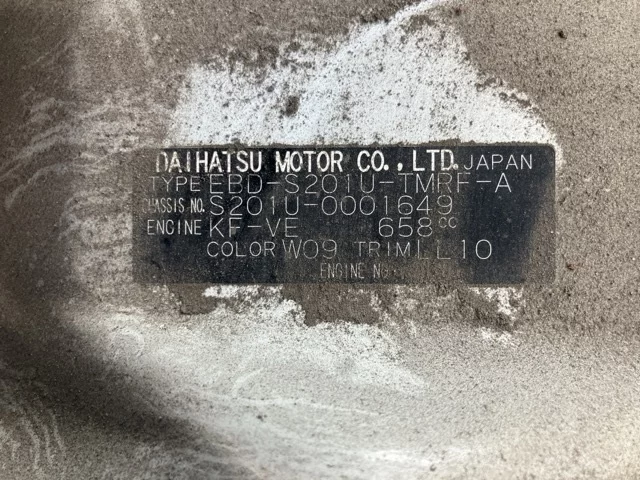 DAIHATSU MOTOR CO., LTD. JAPAN
TYPE EBD-S201U-TMRF-A
CHASSIS NO. S201U-0001649
ENGINE KF-VE 658CC
COLOR W09 TRIM LL10
ENGINE NO